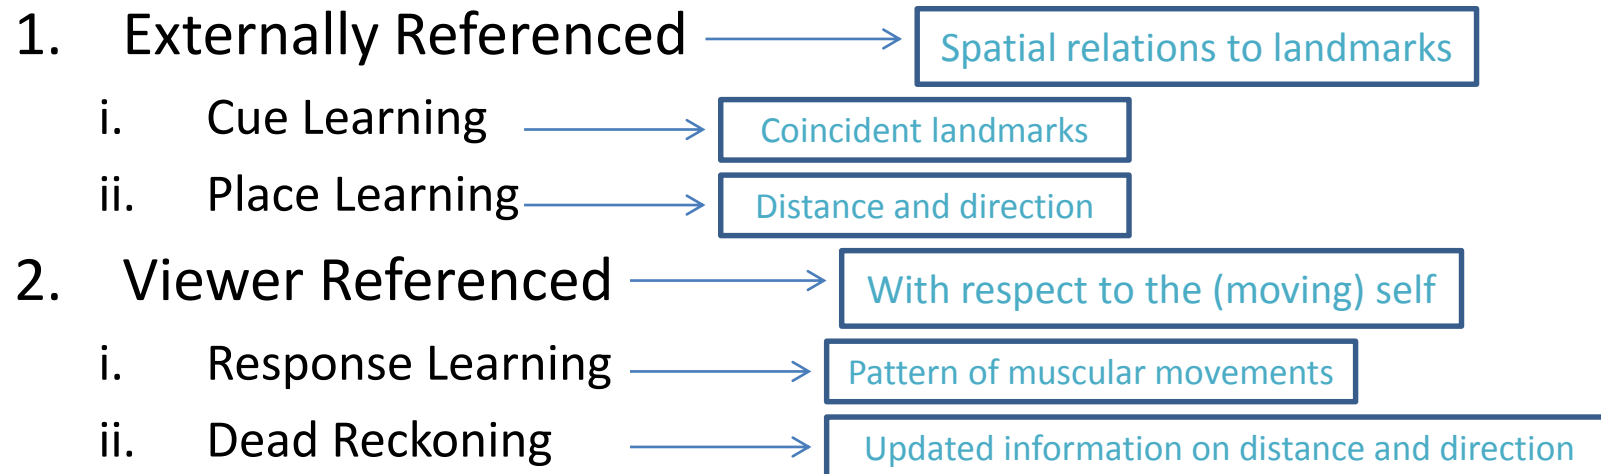 1. Externally Referenced Spatial relations to landmarks
i. Cue Learning Coincident landmarks
ii. Place Learning Distance and direction
2. Viewer Referenced With respect to the (moving) self
i. Response Learning Pattern of muscular movements
ii. Dead Reckoning Updated information on distance and direction